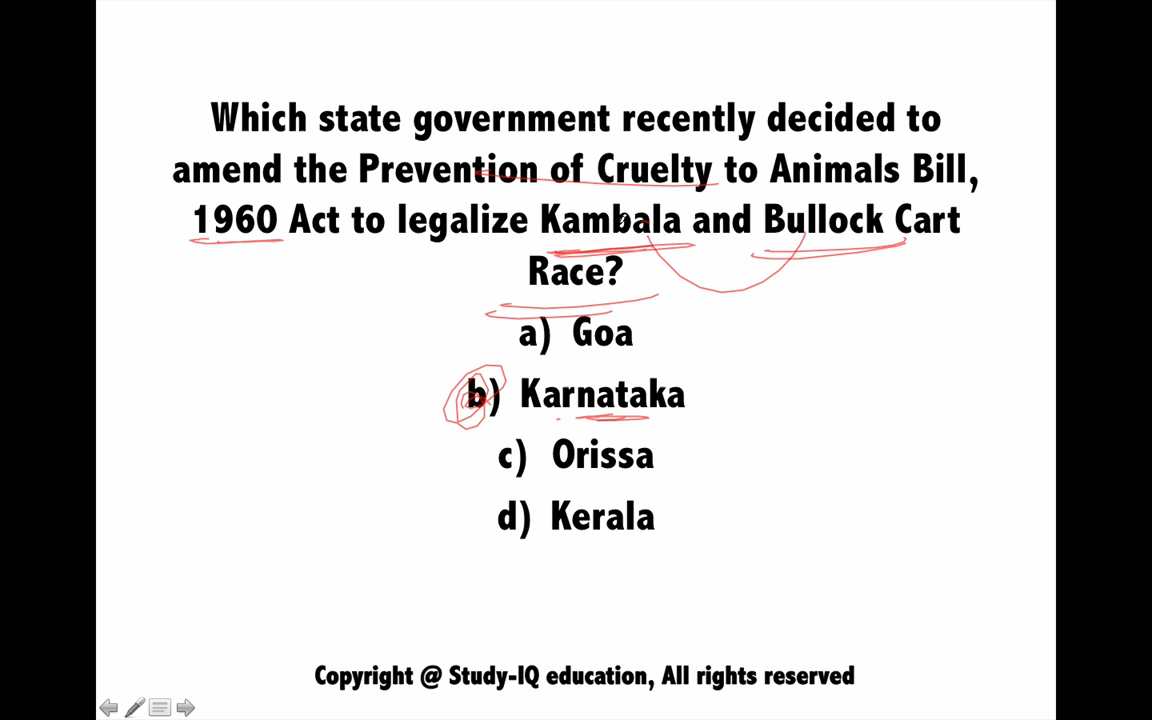 Which state government recently decided to
amend the Prevention of Cruelty to Animals Bill,
1960 Act to legalize Kambala and Bullock Cart
Race?
a) Goa
b) Karnataka
c) Orissa
d) Kerala
Copyright @ Study-IQ education, All rights reserved